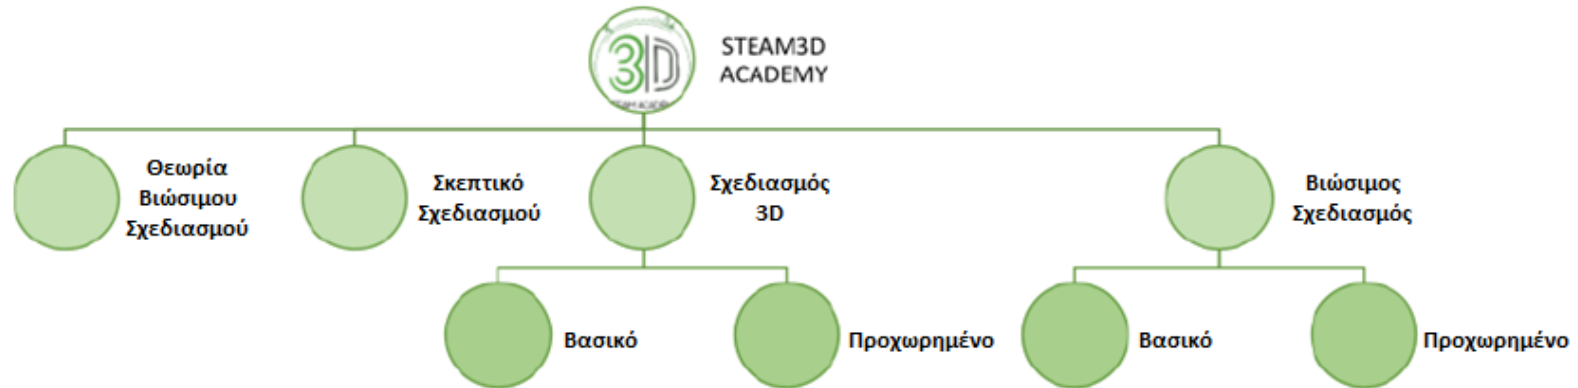 3D
STEAM3D
ACADEMY
Θεωρία
Βιώσιμου
Σχεδιασμού
Σκεπτικό
Σχεδιασμού
Σχεδιασμός
3D
Βιώσιμος
Σχεδιασμός
Βασικό
Προχωρημένο
Βασικό
Προχωρημένο